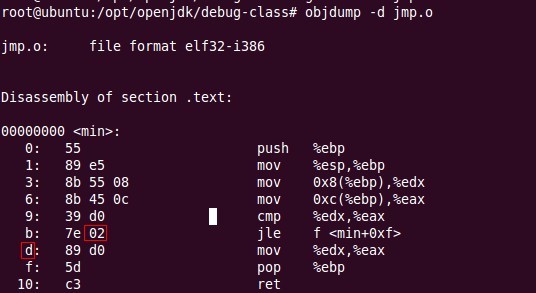 root@ubuntu:/opt/openjdk/debug-class# objdump -d jmp.o
jmp.o:     file format elf32-i386
Disassembly of section .text:
00000000 <min>:
   0:	55                   	push   %ebp
   1:	89 e5                	mov    %esp,%ebp
   3:	8b 55 08             	mov    0x8(%ebp),%edx
   6:	8b 45 0c             	mov    0xc(%ebp),%eax
   9:	39 d0                	cmp    %edx,%eax
   b:	7e 02                	jle    f <min+0xf>
   d:	89 d0                	mov    %edx,%eax
   f:	5d                   	pop    %ebp
  10:	c3                   	ret